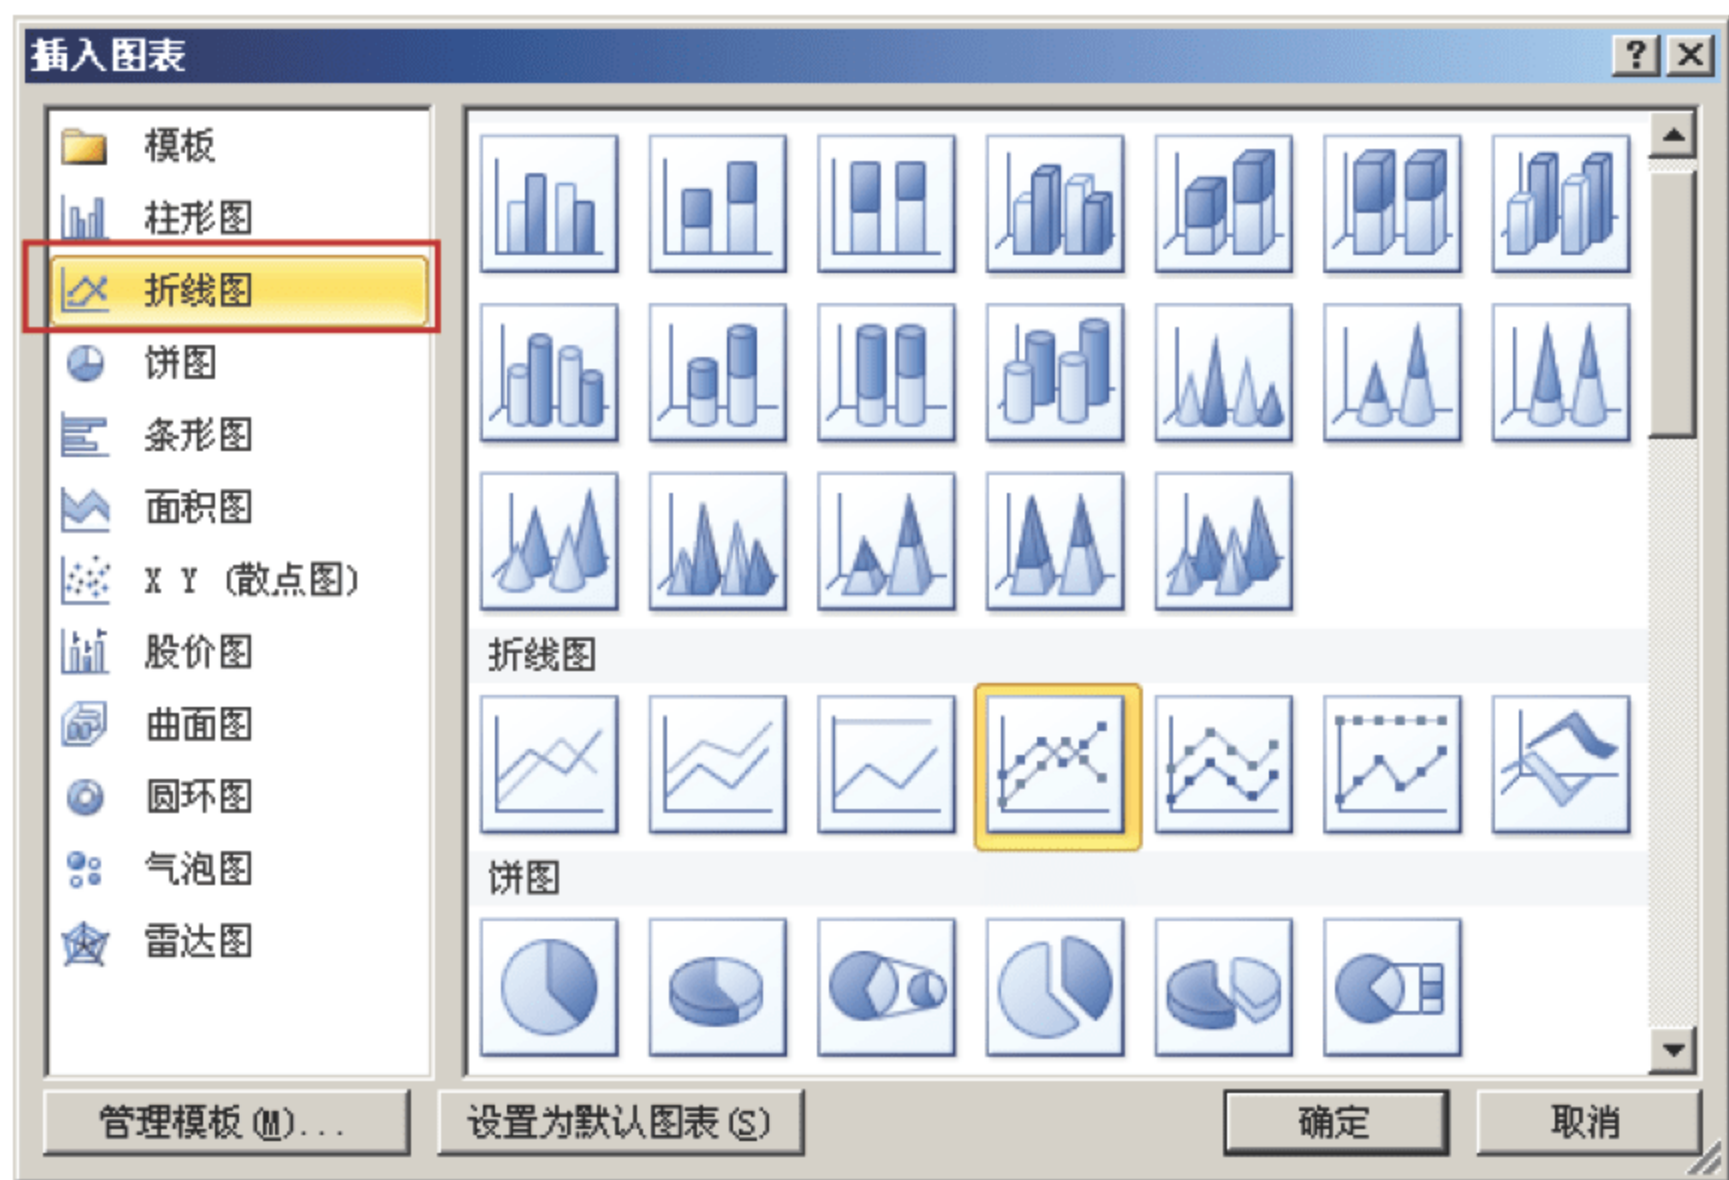 插入图表
模板
柱形图
折线图
饼图
条形图
面积图
X Y (散点图)
股价图
曲面图
圆环图
气泡图
雷达图
折线图
饼图
管理模板(M)...
设置为默认图表(S)
确定
取消